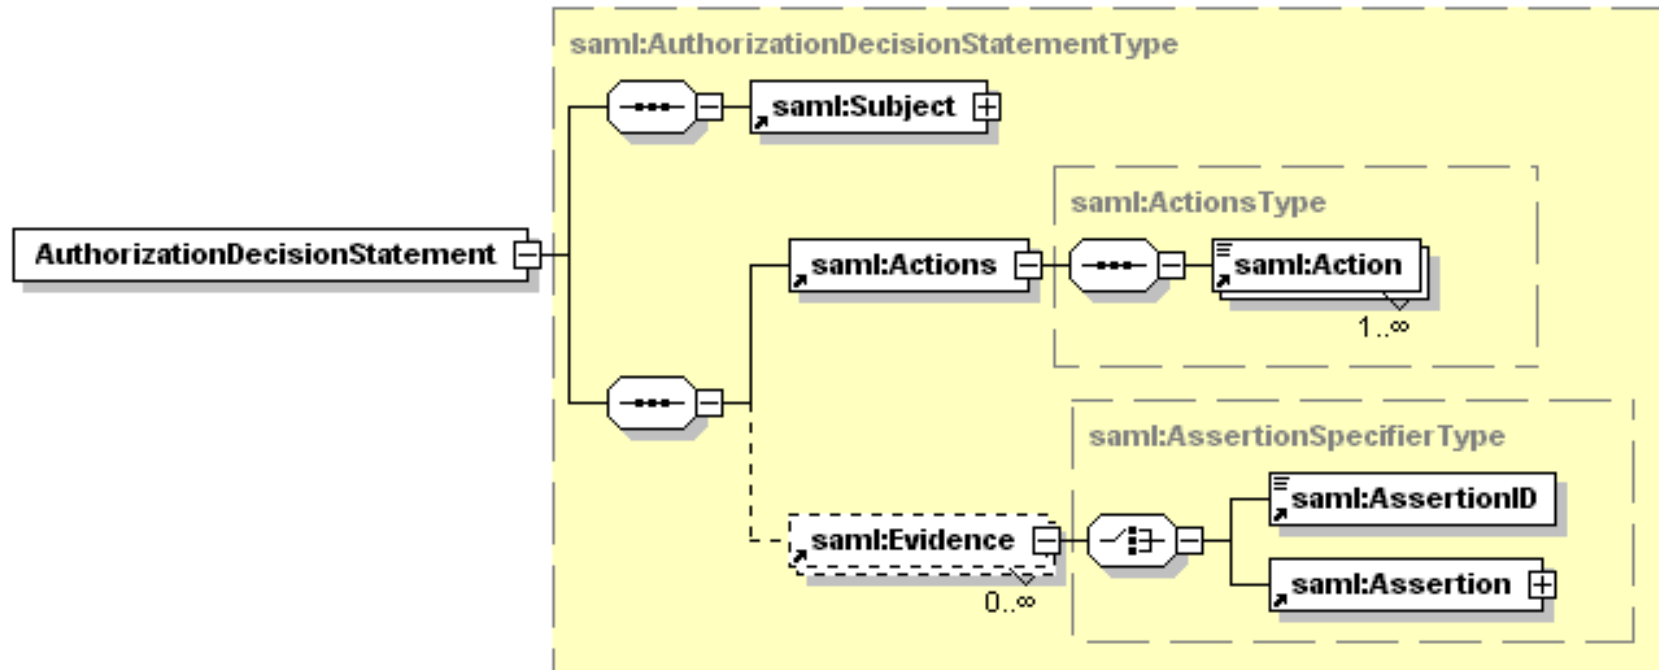 saml:AuthorizationDecisionStatementType
saml:Subject
saml:ActionsType
AuthorizationDecisionStatement
saml:Actions
saml:Action
1..∞
saml:AssertionSpecifierType
saml:AssertionID
saml:Evidence
0..∞
saml:Assertion